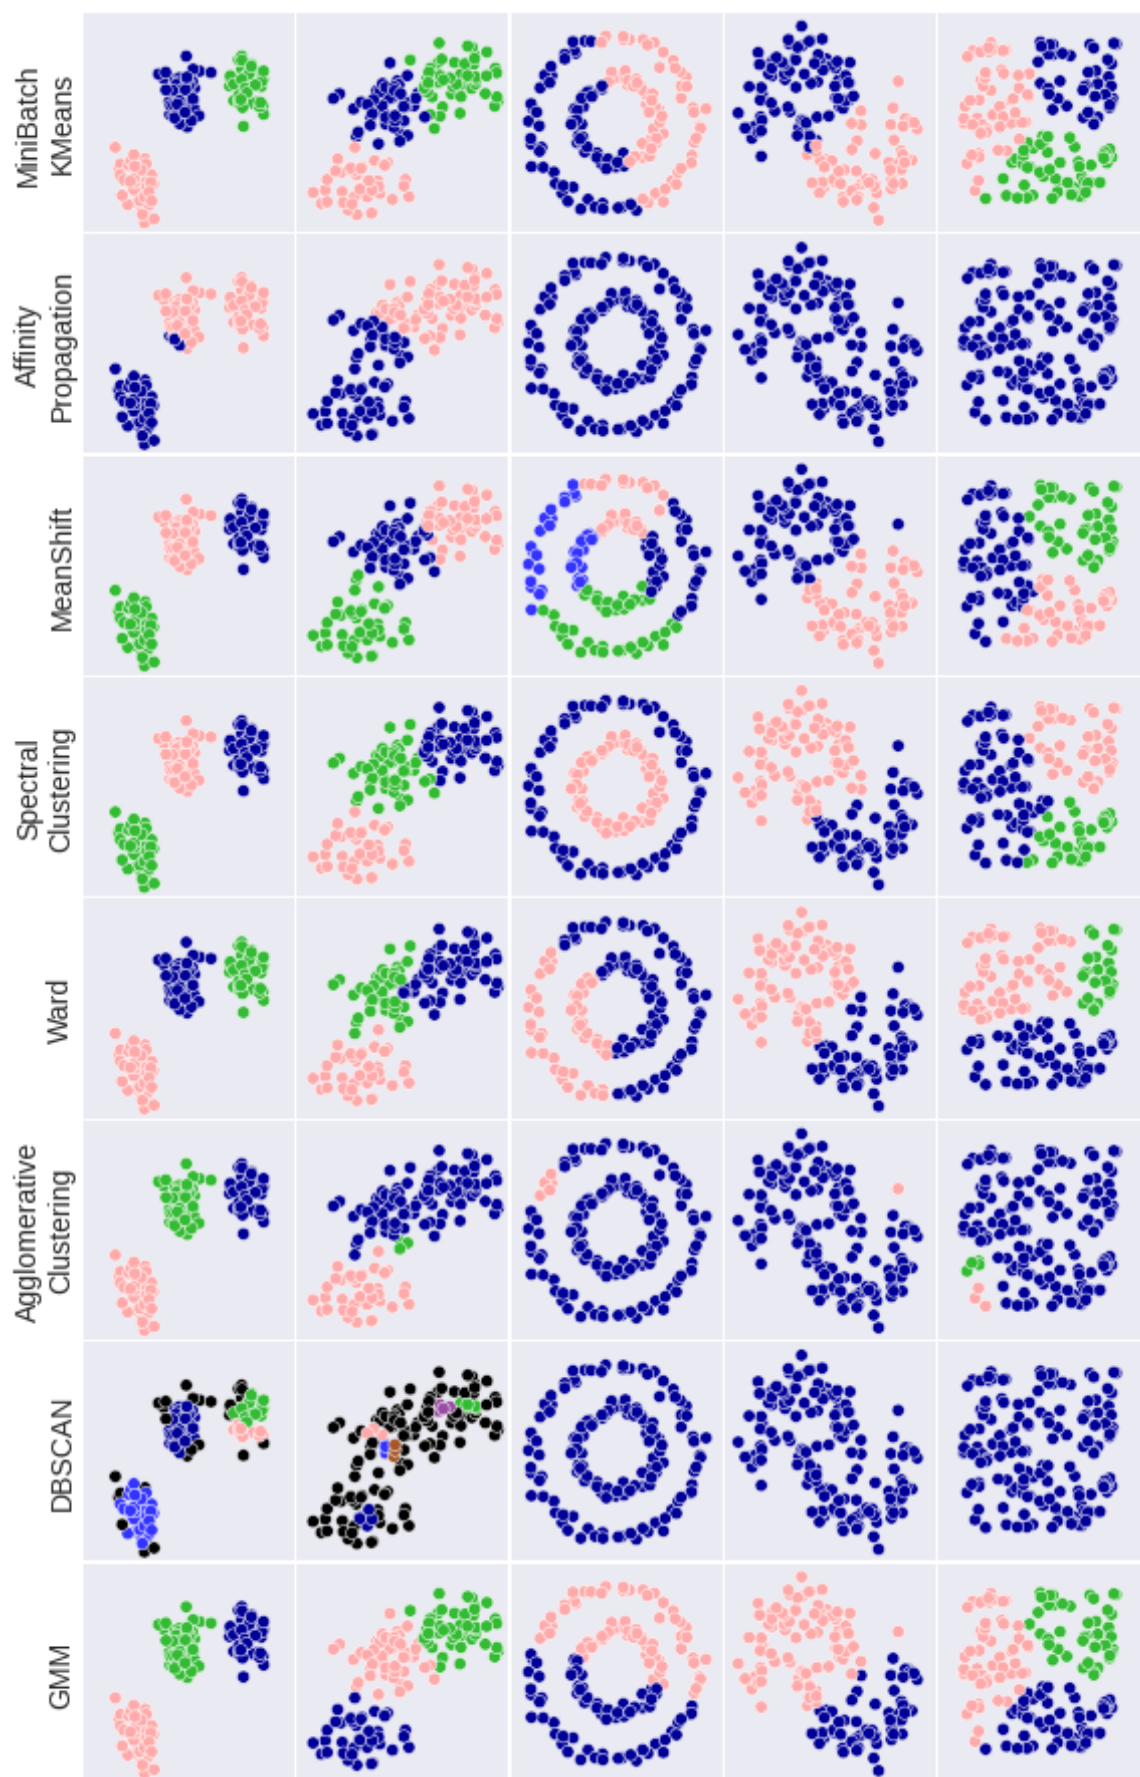 MiniBatch
KMeans
Affinity
Propagation
MeanShift
Spectral
Clustering
Ward
Agglomerative
Clustering
DBSCAN
GMM